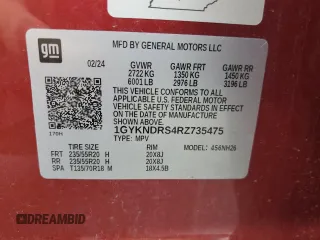 gm
MFD BY GENERAL MOTORS LLC
02/24 GVWR GAWR FRT GAWR RR
2722 KG 1350 KG 1450 KG
6001 LB 2976 LB 3196 LB
THIS VEHICLE CONFORMS TO ALL APPLICABLE
U.S. FEDERAL MOTOR VEHICLE SAFETY
STANDARDS IN EFFECT ON
THE DATE OF MANUFACTURE
SHOWN ABOVE.
1GYKNDRS4RZ735475
TYPE: MPV MODEL: 456NH26
170H
TIRE SIZE RIM
FRT 235/55R20 H 20X8J
RR 235/55R20 H 20X8J
SPA T135/70R18 M 18X4.5B
DREAMBID